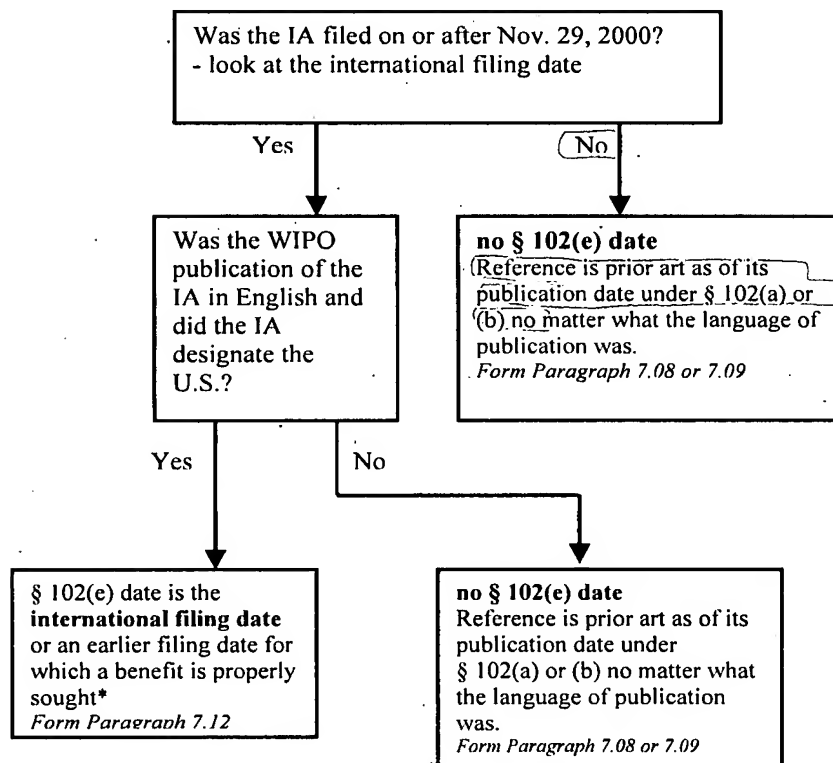 Was the IA filed on or after Nov. 29, 2000?
- look at the international filing date
Yes
No
Was the WIPO
publication of the
IA in English and
did the IA
designate the
U.S.?
no § 102(e) date
Reference is prior art as of its
publication date under § 102(a) or
(b) no matter what the language of
publication was.
Form Paragraph 7.08 or 7.09
Yes
No
§ 102(e) date is the
international filing date
or an earlier filing date for
which a benefit is properly
sought*
Form Paragraph 7.12
no § 102(e) date
Reference is prior art as of its
publication date under
§ 102(a) or (b) no matter what
the language of publication
was.
Form Paragraph 7.08 or 7.09